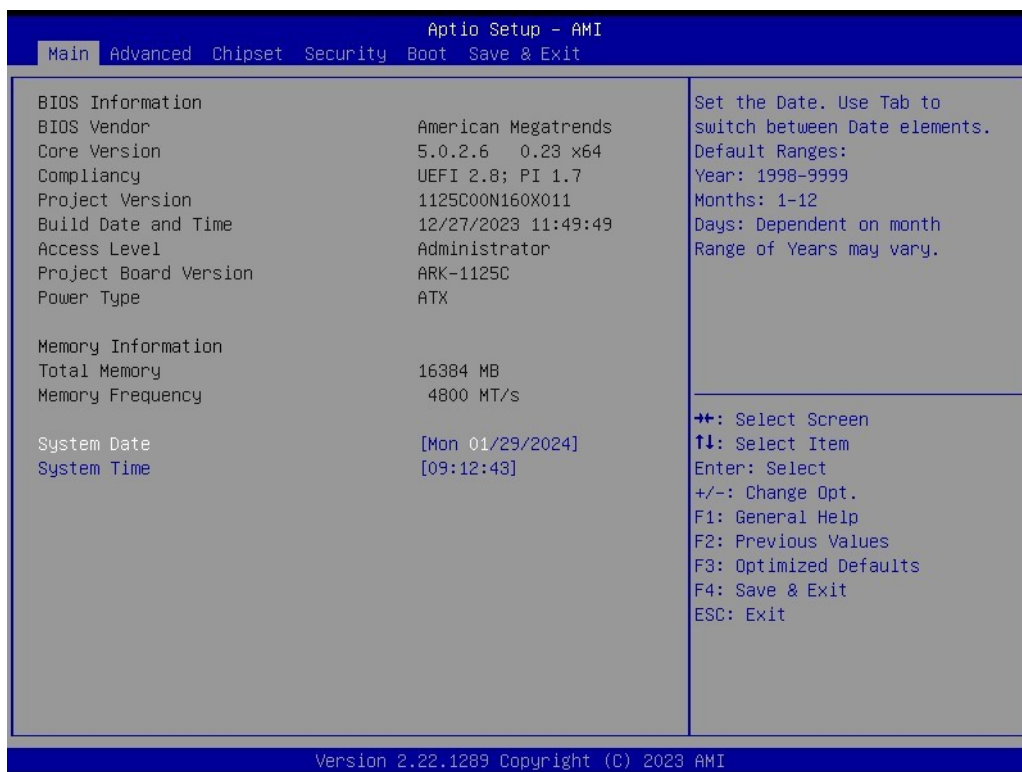 Aptio Setup - AMI
Main Advanced Chipset Security Boot Save & Exit
BIOS Information
BIOS Vendor American Megatrends
Core Version 5.0.2.6 0.23 x64
Compliancy UEFI 2.8; PI 1.7
Project Version 1125C00N160X011
Build Date and Time 12/27/2023 11:49:49
Access Level Administrator
Project Board Version ARK-1125C
Power Type ATX
Memory Information
Total Memory 16384 MB
Memory Frequency 4800 MT/s
System Date [Mon 01/29/2024]
System Time [09:12:43]
Set the Date. Use Tab to
switch between Date elements.
Default Ranges:
Year: 1998-9999
Months: 1-12
Days: Dependent on month
Range of Years may vary.
→←: Select Screen
↑↓: Select Item
Enter: Select
+/-: Change Opt.
F1: General Help
F2: Previous Values
F3: Optimized Defaults
F4: Save & Exit
ESC: Exit
Version 2.22.1289 Copyright (C) 2023 AMI